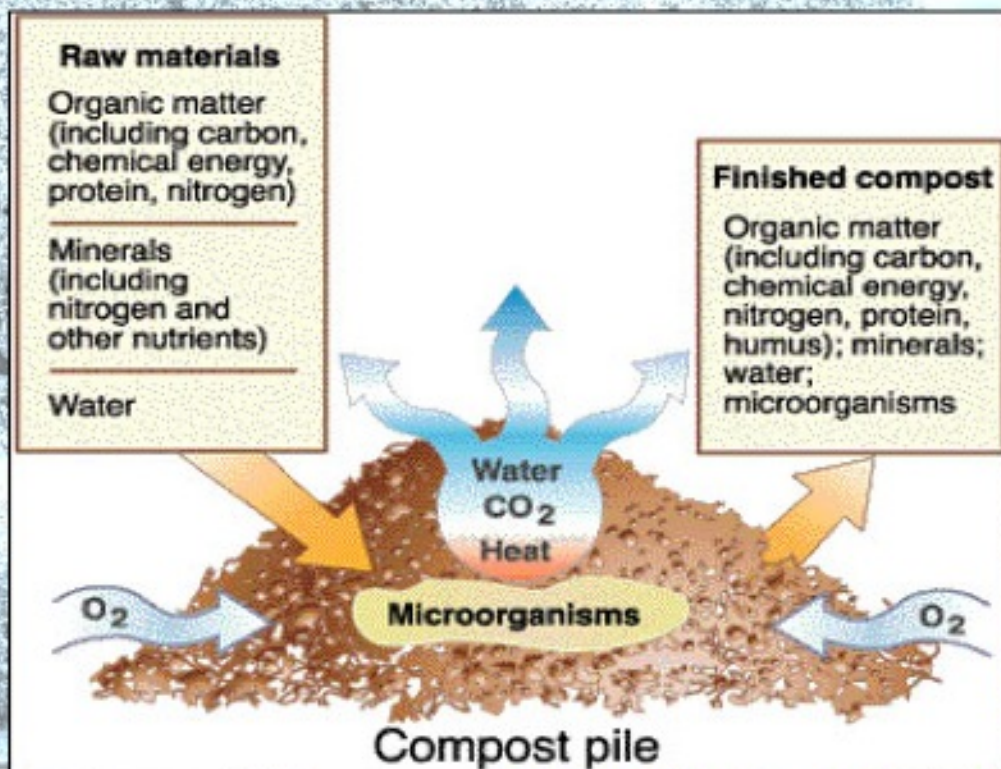 Raw materials
Organic matter
(including carbon,
chemical energy,
protein, nitrogen)
Minerals
(including
nitrogen and
other nutrients)
Water
Finished compost
Organic matter
(including carbon,
chemical energy,
nitrogen, protein,
humus); minerals;
water;
microorganisms
Water
CO₂
Heat
Microorganisms
O₂
O₂
Compost pile